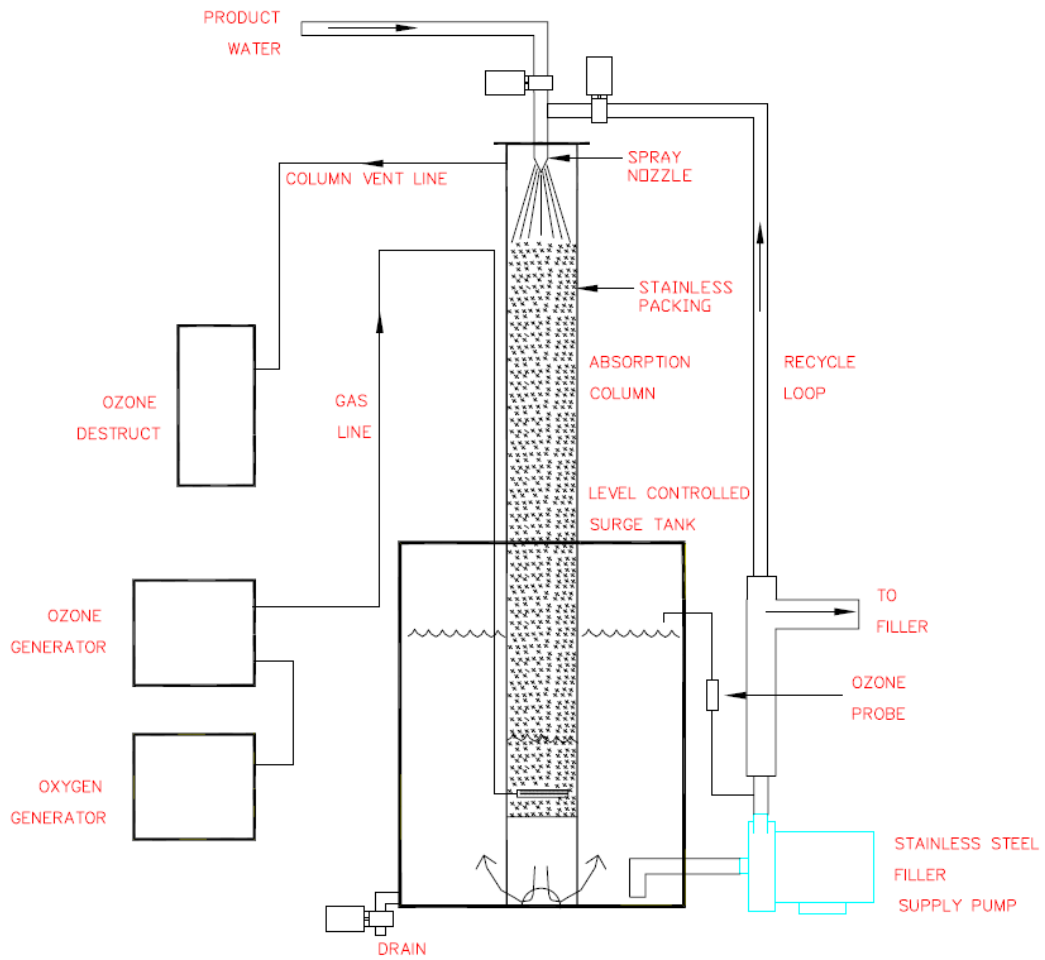 PRODUCT
WATER
SPRAY
NOZZLE
COLUMN VENT LINE
STAINLESS
PACKING
ABSORPTION
COLUMN
RECYCLE
LOOP
OZONE
DESTRUCT
GAS
LINE
LEVEL CONTROLLED
SURGE TANK
OZONE
GENERATOR
TO
FILLER
OZONE
PROBE
OXYGEN
GENERATOR
STAINLESS STEEL
FILLER
SUPPLY PUMP
DRAIN